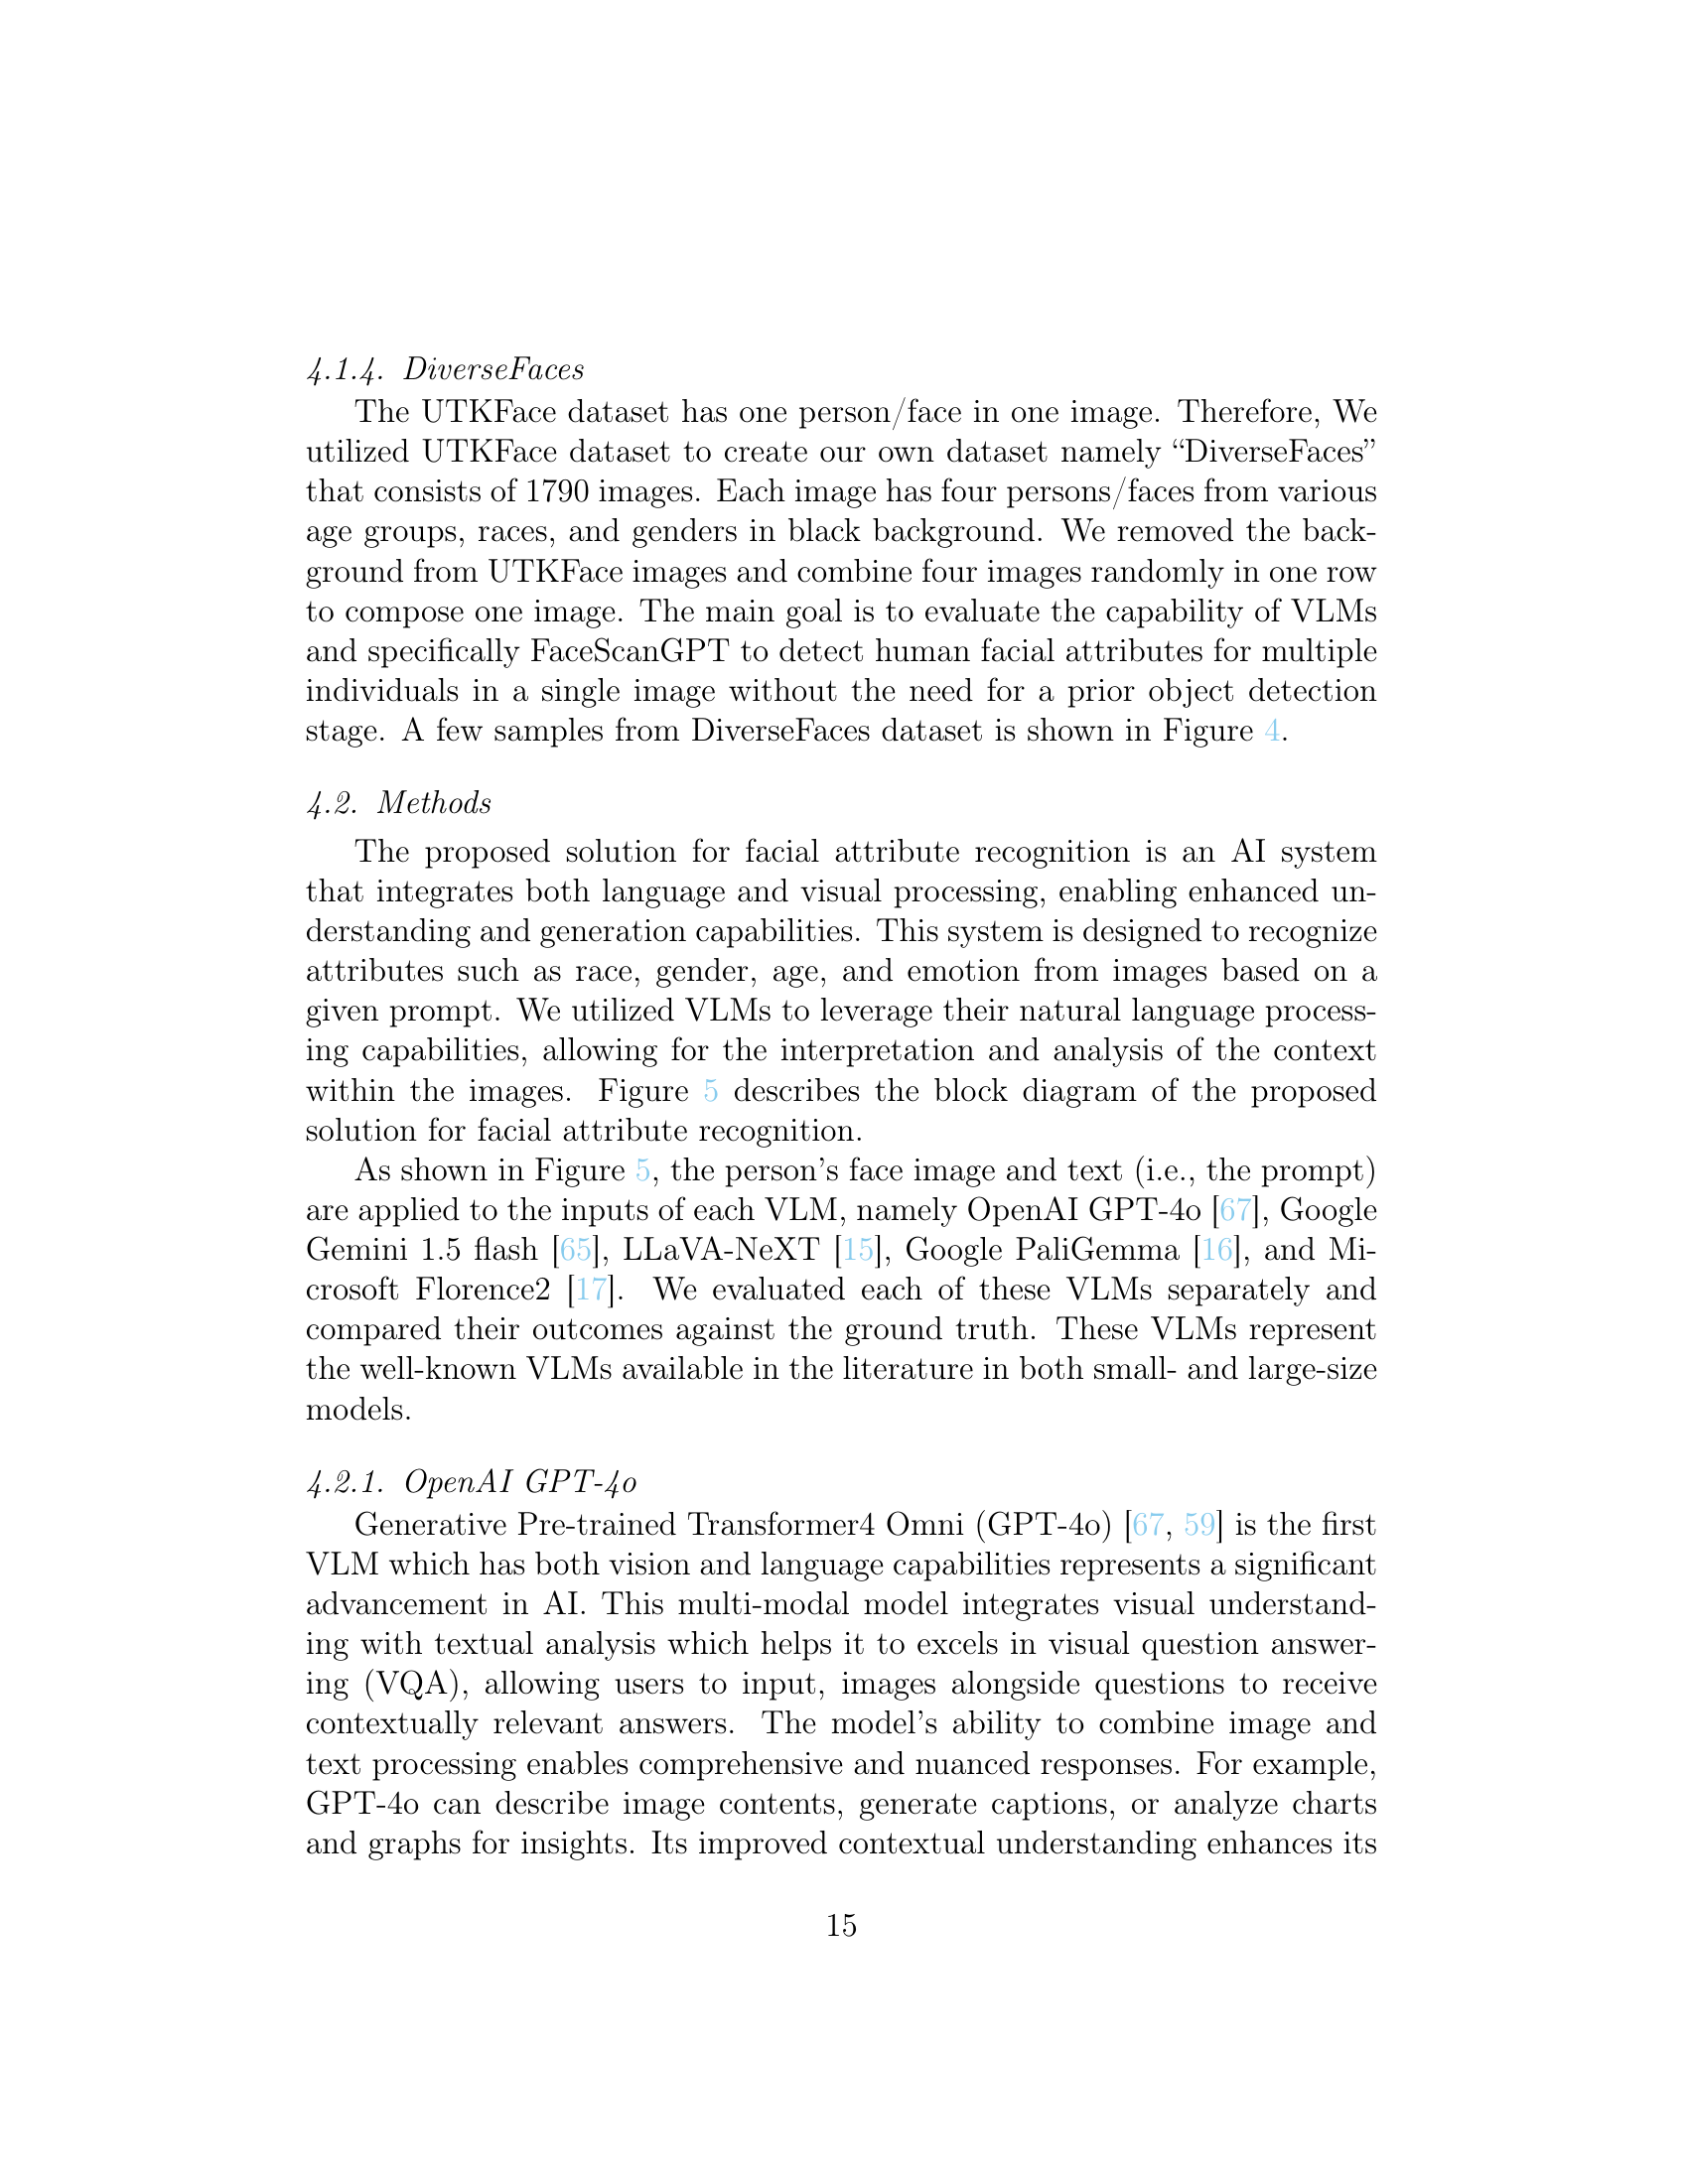 4.1.4. DiverseFaces
The UTKFace dataset has one person/face in one image. Therefore, We
utilized UTKFace dataset to create our own dataset namely “DiverseFaces”
that consists of 1790 images. Each image has four persons/faces from various
age groups, races, and genders in black background. We removed the back-
ground from UTKFace images and combine four images randomly in one row
to compose one image. The main goal is to evaluate the capability of VLMs
and specifically FaceScanGPT to detect human facial attributes for multiple
individuals in a single image without the need for a prior object detection
stage. A few samples from DiverseFaces dataset is shown in Figure 4.
4.2. Methods
The proposed solution for facial attribute recognition is an AI system
that integrates both language and visual processing, enabling enhanced un-
derstanding and generation capabilities. This system is designed to recognize
attributes such as race, gender, age, and emotion from images based on a
given prompt. We utilized VLMs to leverage their natural language process-
ing capabilities, allowing for the interpretation and analysis of the context
within the images. Figure 5 describes the block diagram of the proposed
solution for facial attribute recognition.
As shown in Figure 5, the person’s face image and text (i.e., the prompt)
are applied to the inputs of each VLM, namely OpenAI GPT-4o [67], Google
Gemini 1.5 flash [65], LLaVA-NeXT [15], Google PaliGemma [16], and Mi-
crosoft Florence2 [17]. We evaluated each of these VLMs separately and
compared their outcomes against the ground truth. These VLMs represent
the well-known VLMs available in the literature in both small- and large-size
models.
4.2.1. OpenAI GPT-4o
Generative Pre-trained Transformer4 Omni (GPT-4o) [67, 59] is the first
VLM which has both vision and language capabilities represents a significant
advancement in AI. This multi-modal model integrates visual understand-
ing with textual analysis which helps it to excels in visual question answer-
ing (VQA), allowing users to input, images alongside questions to receive
contextually relevant answers. The model’s ability to combine image and
text processing enables comprehensive and nuanced responses. For example,
GPT-4o can describe image contents, generate captions, or analyze charts
and graphs for insights. Its improved contextual understanding enhances its
15